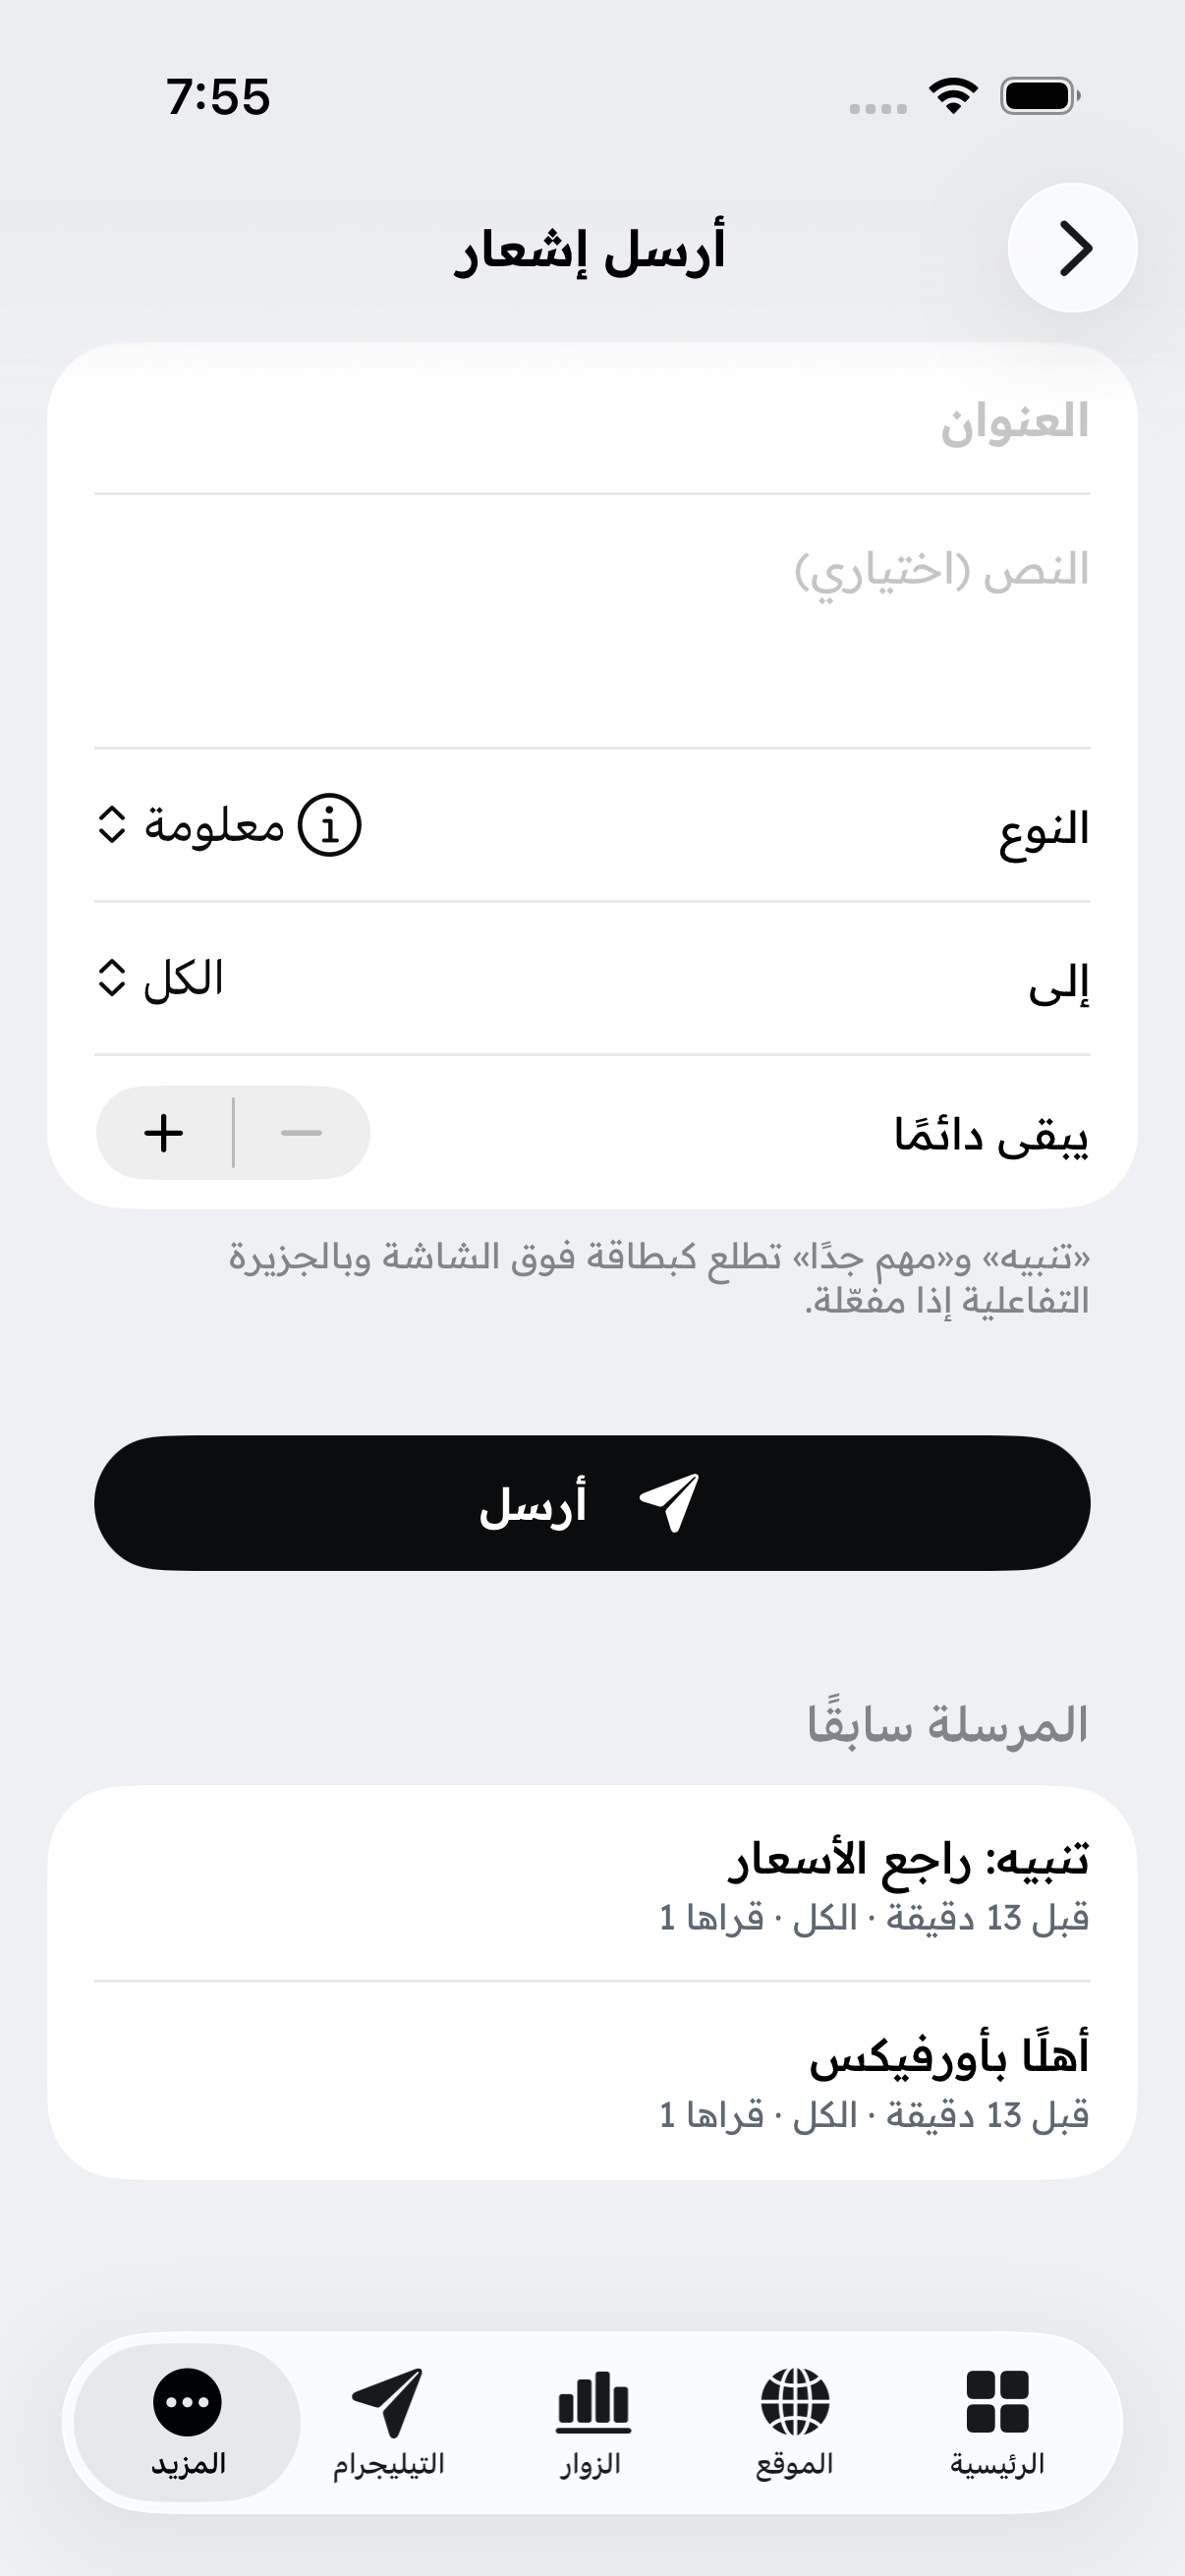 7:55
أرسل إشعار
العنوان
النص (اختياري)
النوع
معلومة
إلى
الكل
يبقى دائمًا
«تنبيه» و«مهم جدًا» تطلع كبطاقة فوق الشاشة وبالجزيرة
التفاعلية إذا مفعّلة.
أرسل
المرسلة سابقًا
تنبيه: راجع الأسعار
قبل 13 دقيقة · الكل · قراها 1
أهلًا بأورفيكس
قبل 13 دقيقة · الكل · قراها 1
الرئيسية
الموقع
الزوار
التيليجرام
المزيد